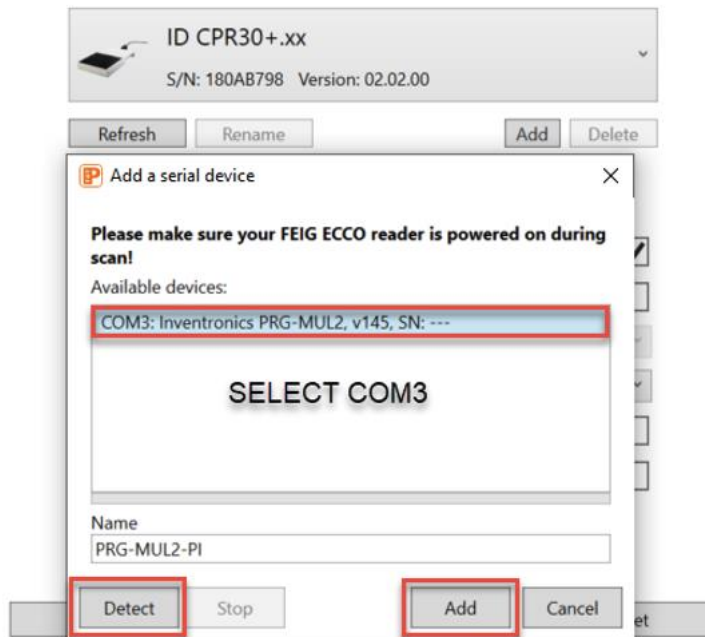 ID CPR30+.xx
S/N: 180AB798 Version: 02.02.00
Refresh Rename Add Delete
Add a serial device
Please make sure your FEIG ECCO reader is powered on during
scan!
Available devices:
COM3: Inventronics PRG-MUL2, v145, SN: ---
SELECT COM3
Name
PRG-MUL2-PI
Detect Stop Add Cancel et